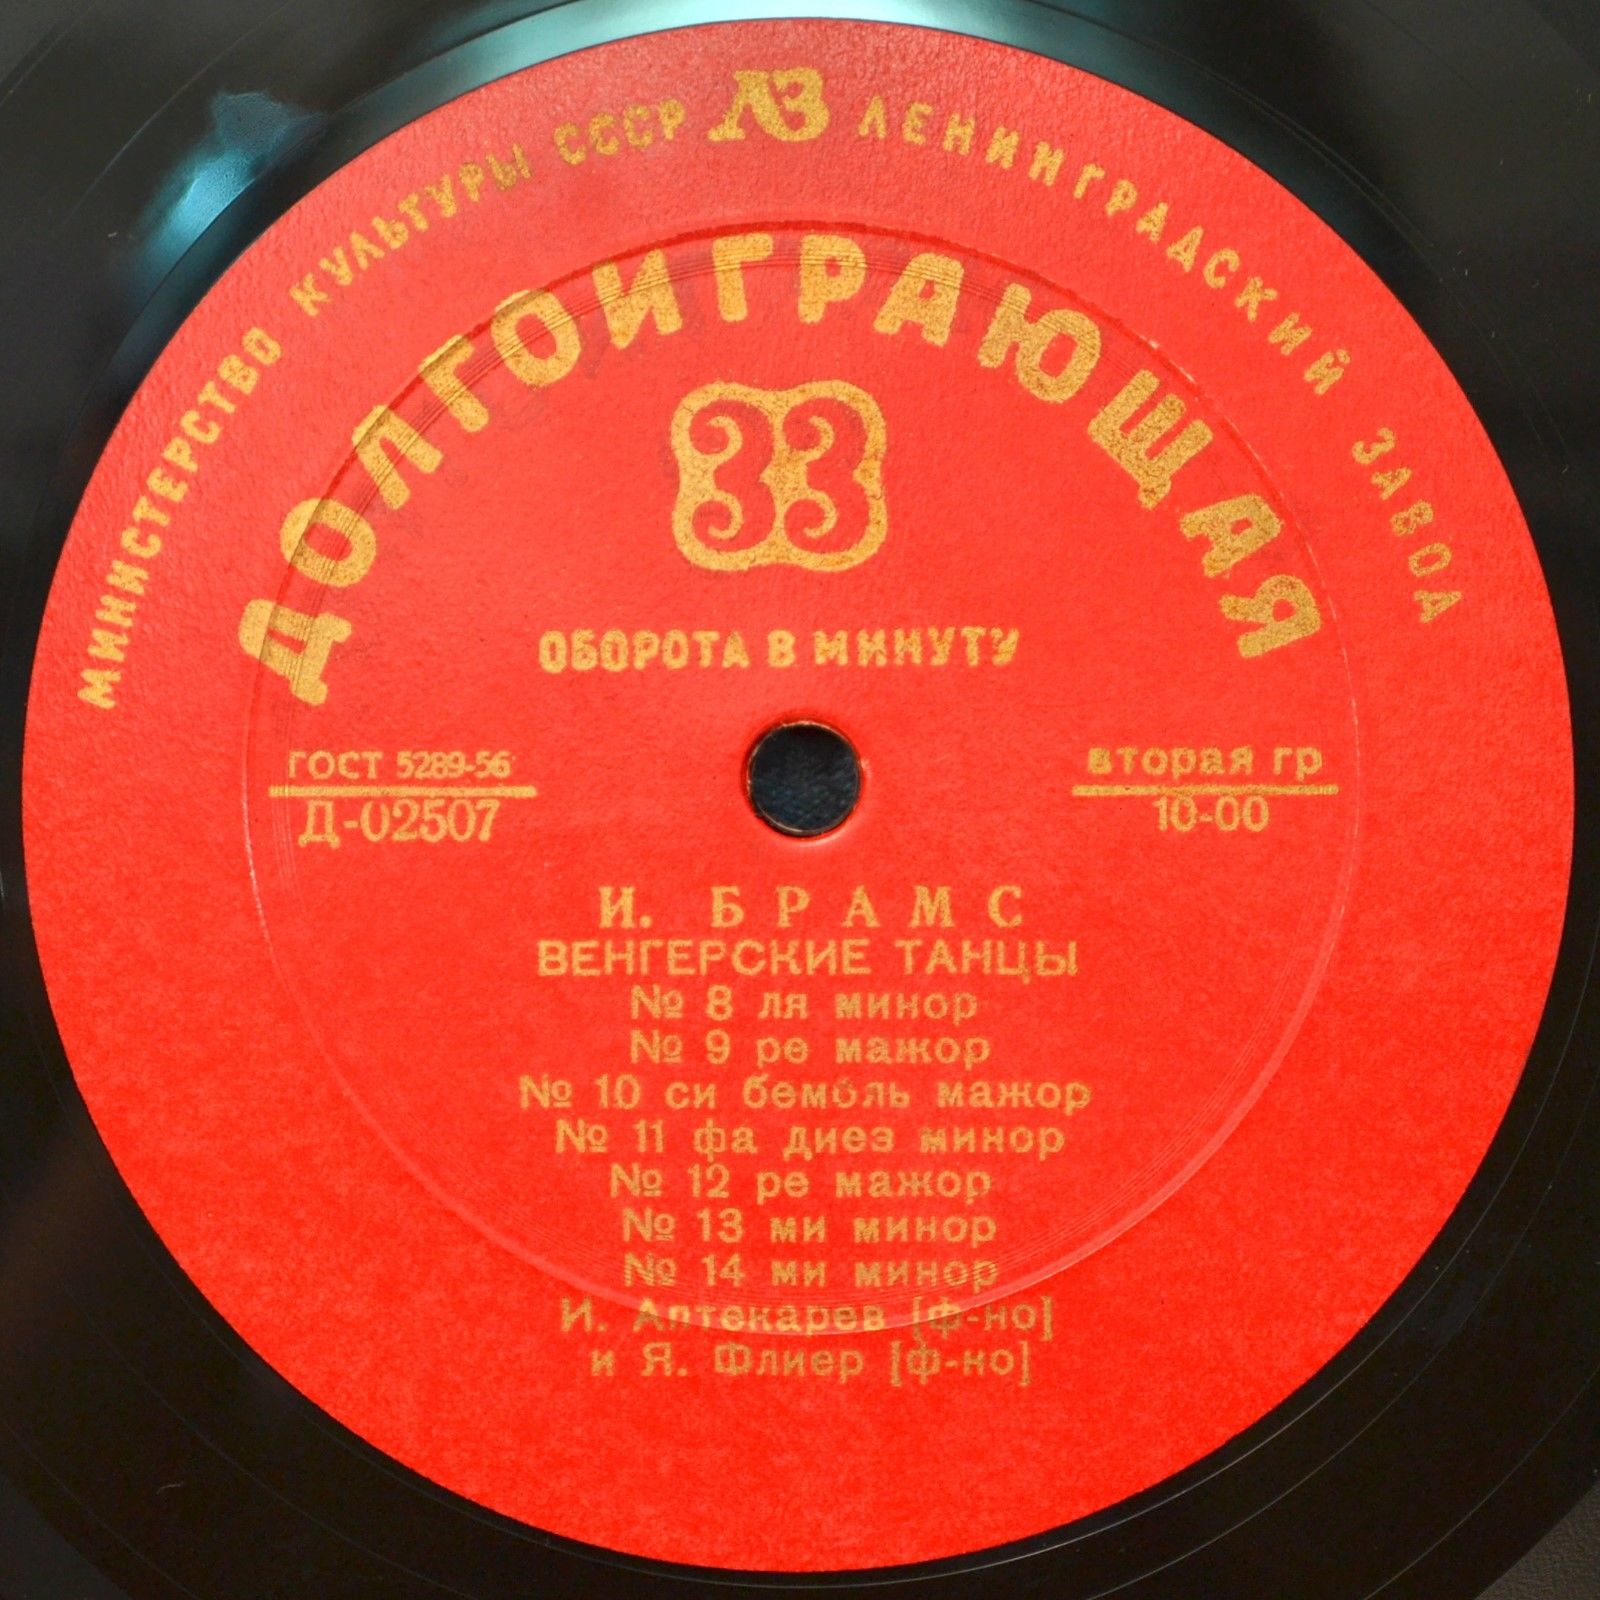 МИНИСТЕРСТВО КУЛЬТУРЫ СССР ЛЗ ЛЕНИНГРАДСКИЙ ЗАВОД
ДОЛГОИГРАЮЩАЯ
33
ОБОРОТА В МИНУТУ
ГОСТ 5289-56
Д-02507
вторая гр
10-00
И. БРАМС
ВЕНГЕРСКИЕ ТАНЦЫ
№ 8 ля минор
№ 9 ре мажор
№ 10 си бемоль мажор
№ 11 фа диез минор
№ 12 ре мажор
№ 13 ми минор
№ 14 ми минор
И. Аптекарев [ф-но]
и Я. Флиер [ф-но]